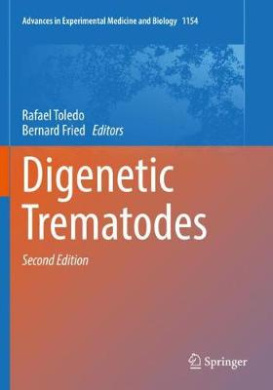 Advances in Experimental Medicine and Biology 1154
Rafael Toledo
Bernard Fried Editors
Digenetic
Trematodes
Second Edition
Springer